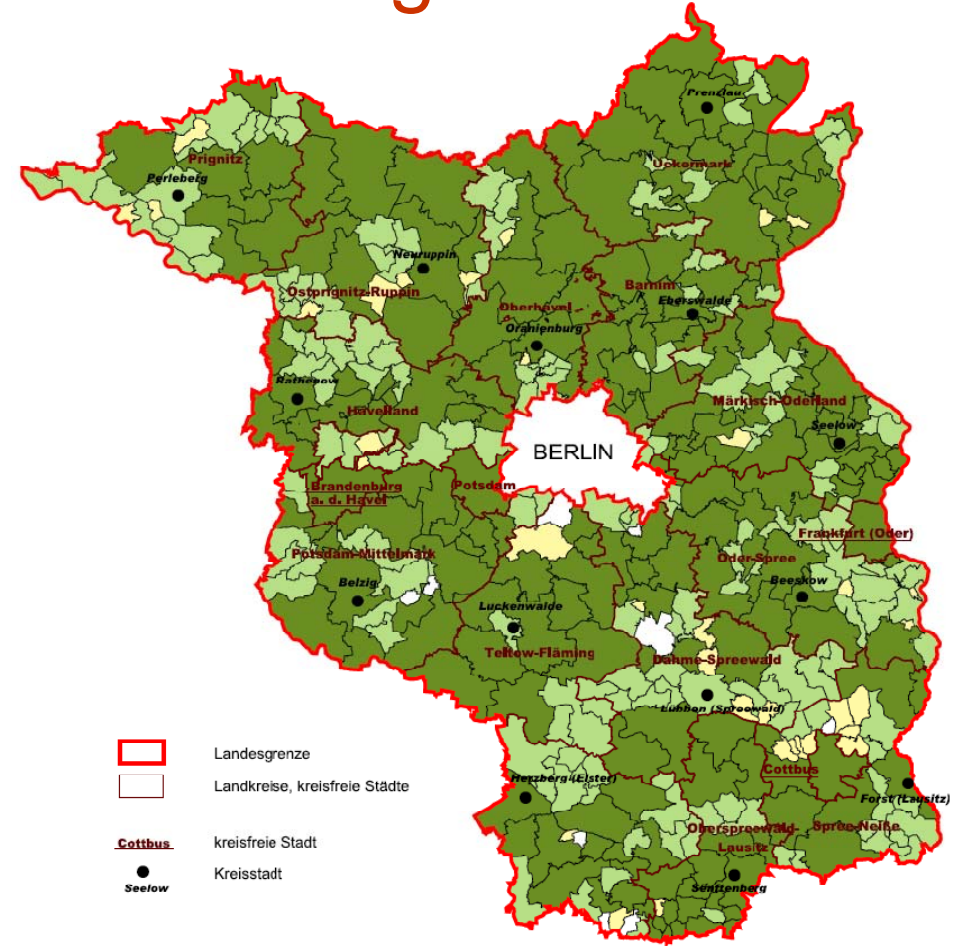 g
Prenzlau
Prignitz
Uckermark
Perleberg
Neuruppin
Ostprignitz-Ruppin
Barnim
Eberswalde
Oberhavel
Oranienburg
Rathenow
Havelland
Märkisch-Oderland
Seelow
BERLIN
Brandenburg
a. d. Havel
Potsdam
Frankfurt (Oder)
Potsdam-Mittelmark
Oder-Spree
Belzig
Beeskow
Luckenwalde
Teltow-Fläming
Dahme-Spreewald
Lübben (Spreewald)
Cottbus
Herzberg (Elster)
Forst (Lausitz)
Oberspreewald-
Lausitz
Spree-Neiße
Senftenberg
Landesgrenze
Landkreise, kreisfreie Städte
Cottbus kreisfreie Stadt
Kreisstadt
Seelow